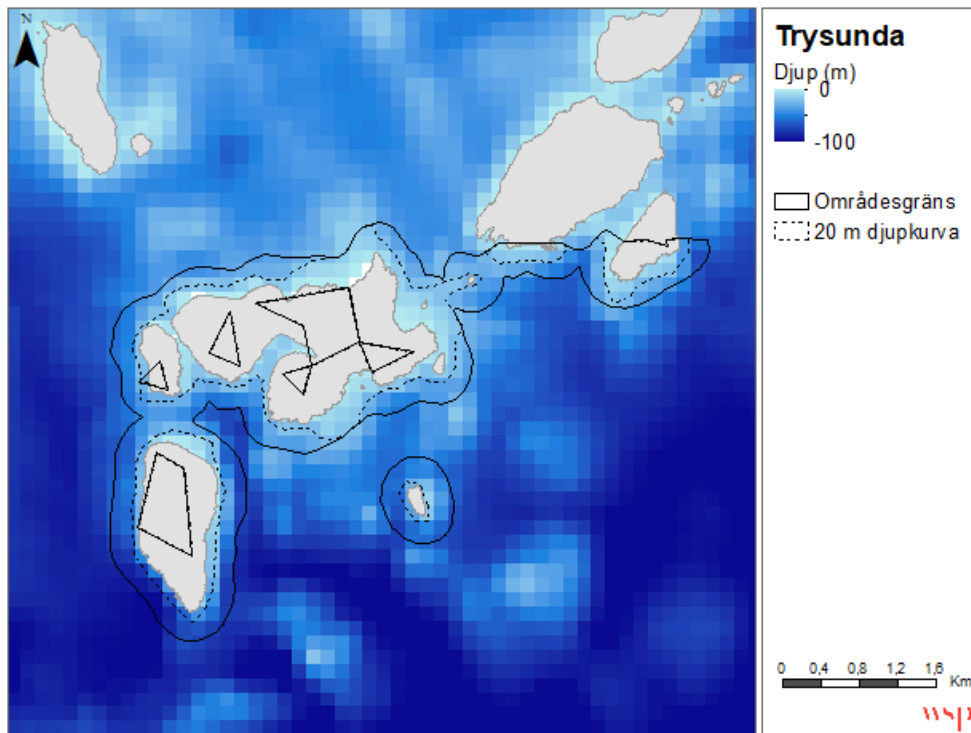 N
Trysunda
Djup (m)
0
-100
Områdesgräns
20 m djupkurva
0 0,4 0,8 1,2 1,6
Km
wsp